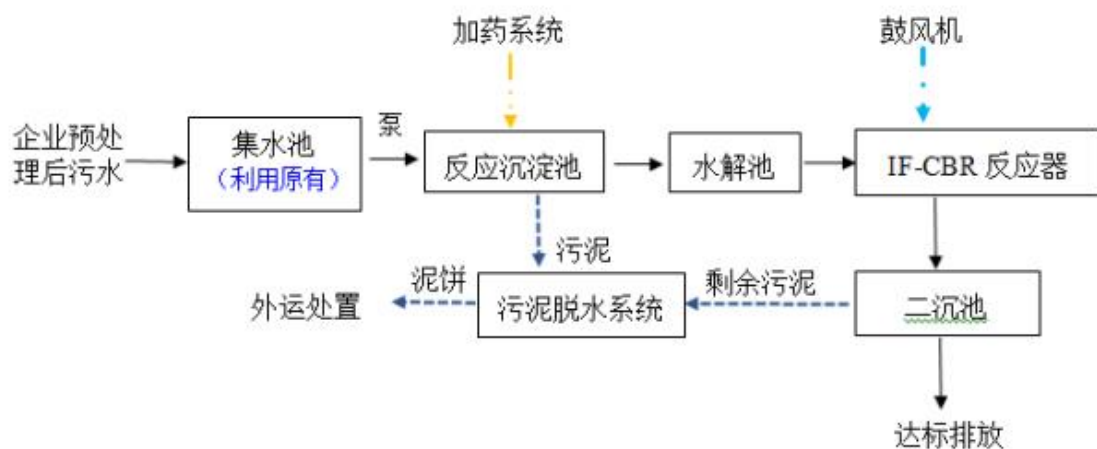 加药系统
鼓风机
企业预处
理后污水
集水池
（利用原有）
泵
反应沉淀池
水解池
IF-CBR 反应器
污泥
外运处置
泥饼
污泥脱水系统
剩余污泥
二沉池
达标排放